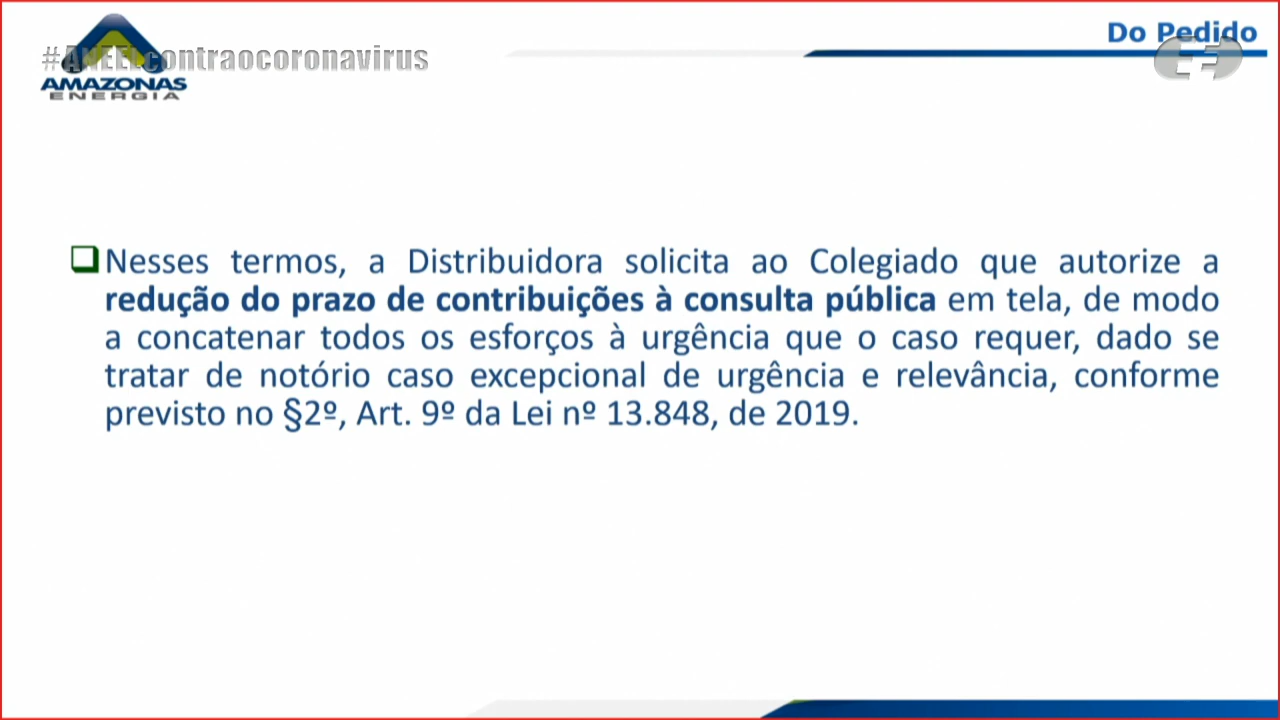 #ANEELcontraocoronavirus
Do Pedido
AMAZONAS
ENERGIA
Nesses termos, a Distribuidora solicita ao Colegiado que autorize a
redução do prazo de contribuições à consulta pública em tela, de modo
a concatenar todos os esforços à urgência que o caso requer, dado se
tratar de notório caso excepcional de urgência e relevância, conforme
previsto no §2º, Art. 9º da Lei nº 13.848, de 2019.